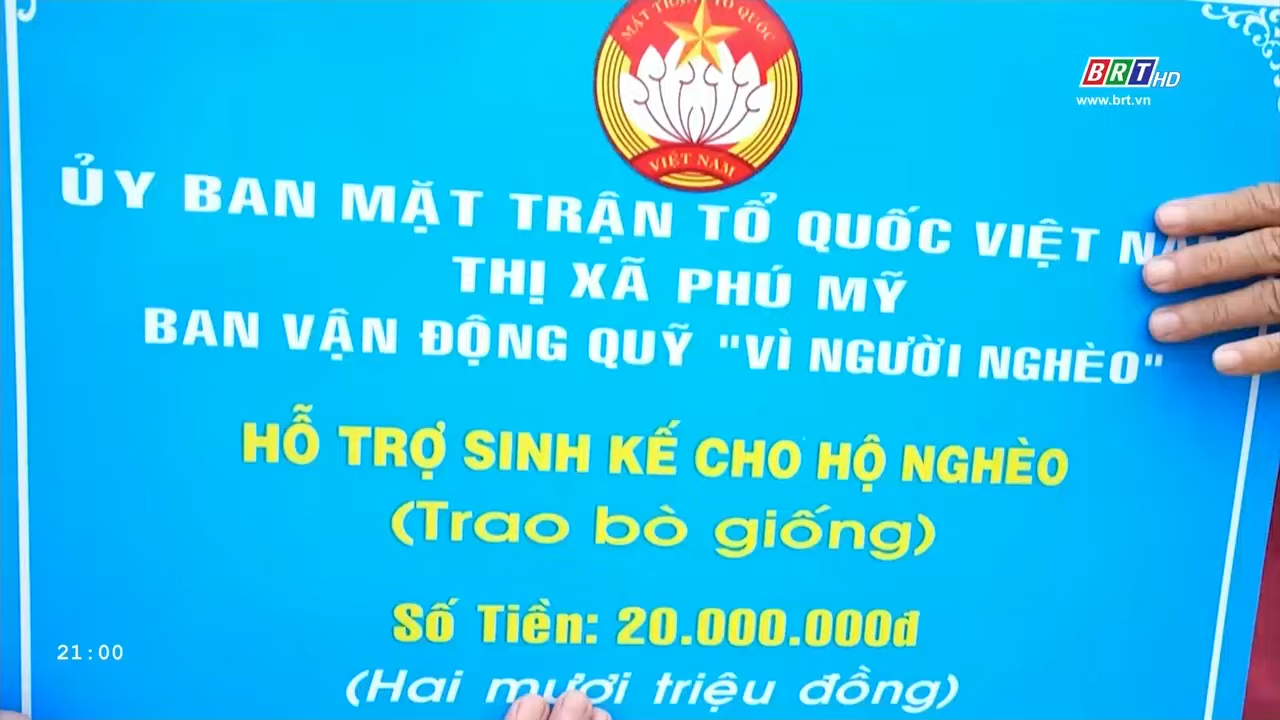 MẶT TRẬN TỔ QUỐC
VIỆT NAM
BRT HD
www.brt.vn
ỦY BAN MẶT TRẬN TỔ QUỐC VIỆT
THỊ XÃ PHÚ MỸ
BAN VẬN ĐỘNG QUỸ "VÌ NGƯỜI NGHÈO"
HỖ TRỢ SINH KẾ CHO HỘ NGHÈO
(Trao bò giống)
Số Tiền: 20.000.000đ
(Hai mươi triệu đồng)
21:00